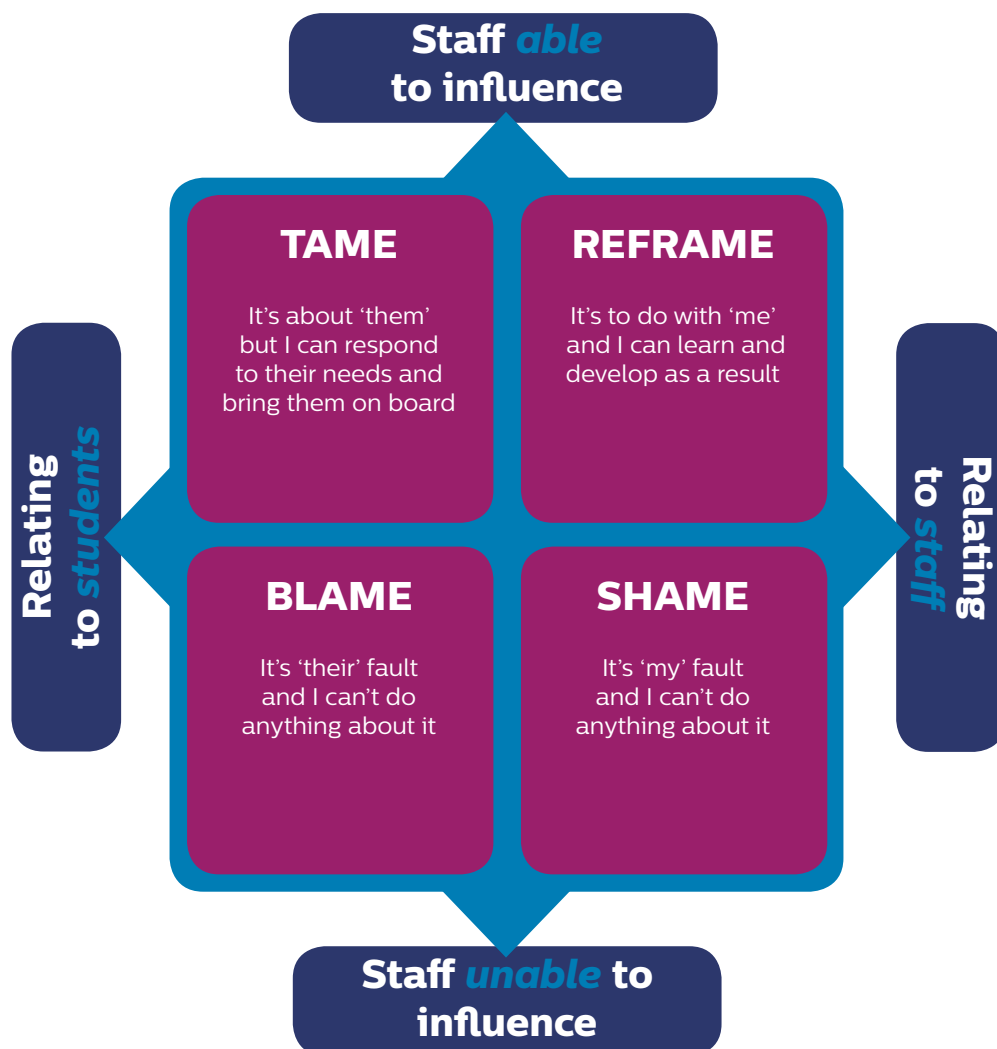 Staff able
to influence
TAME
It’s about ‘them’
but I can respond
to their needs and
bring them on board
REFRAME
It’s to do with ‘me’
and I can learn and
develop as a result
Relating
to students
Relating
to staff
BLAME
It’s ‘their’ fault
and I can’t do
anything about it
SHAME
It’s ‘my’ fault
and I can’t do
anything about it
Staff unable to
influence